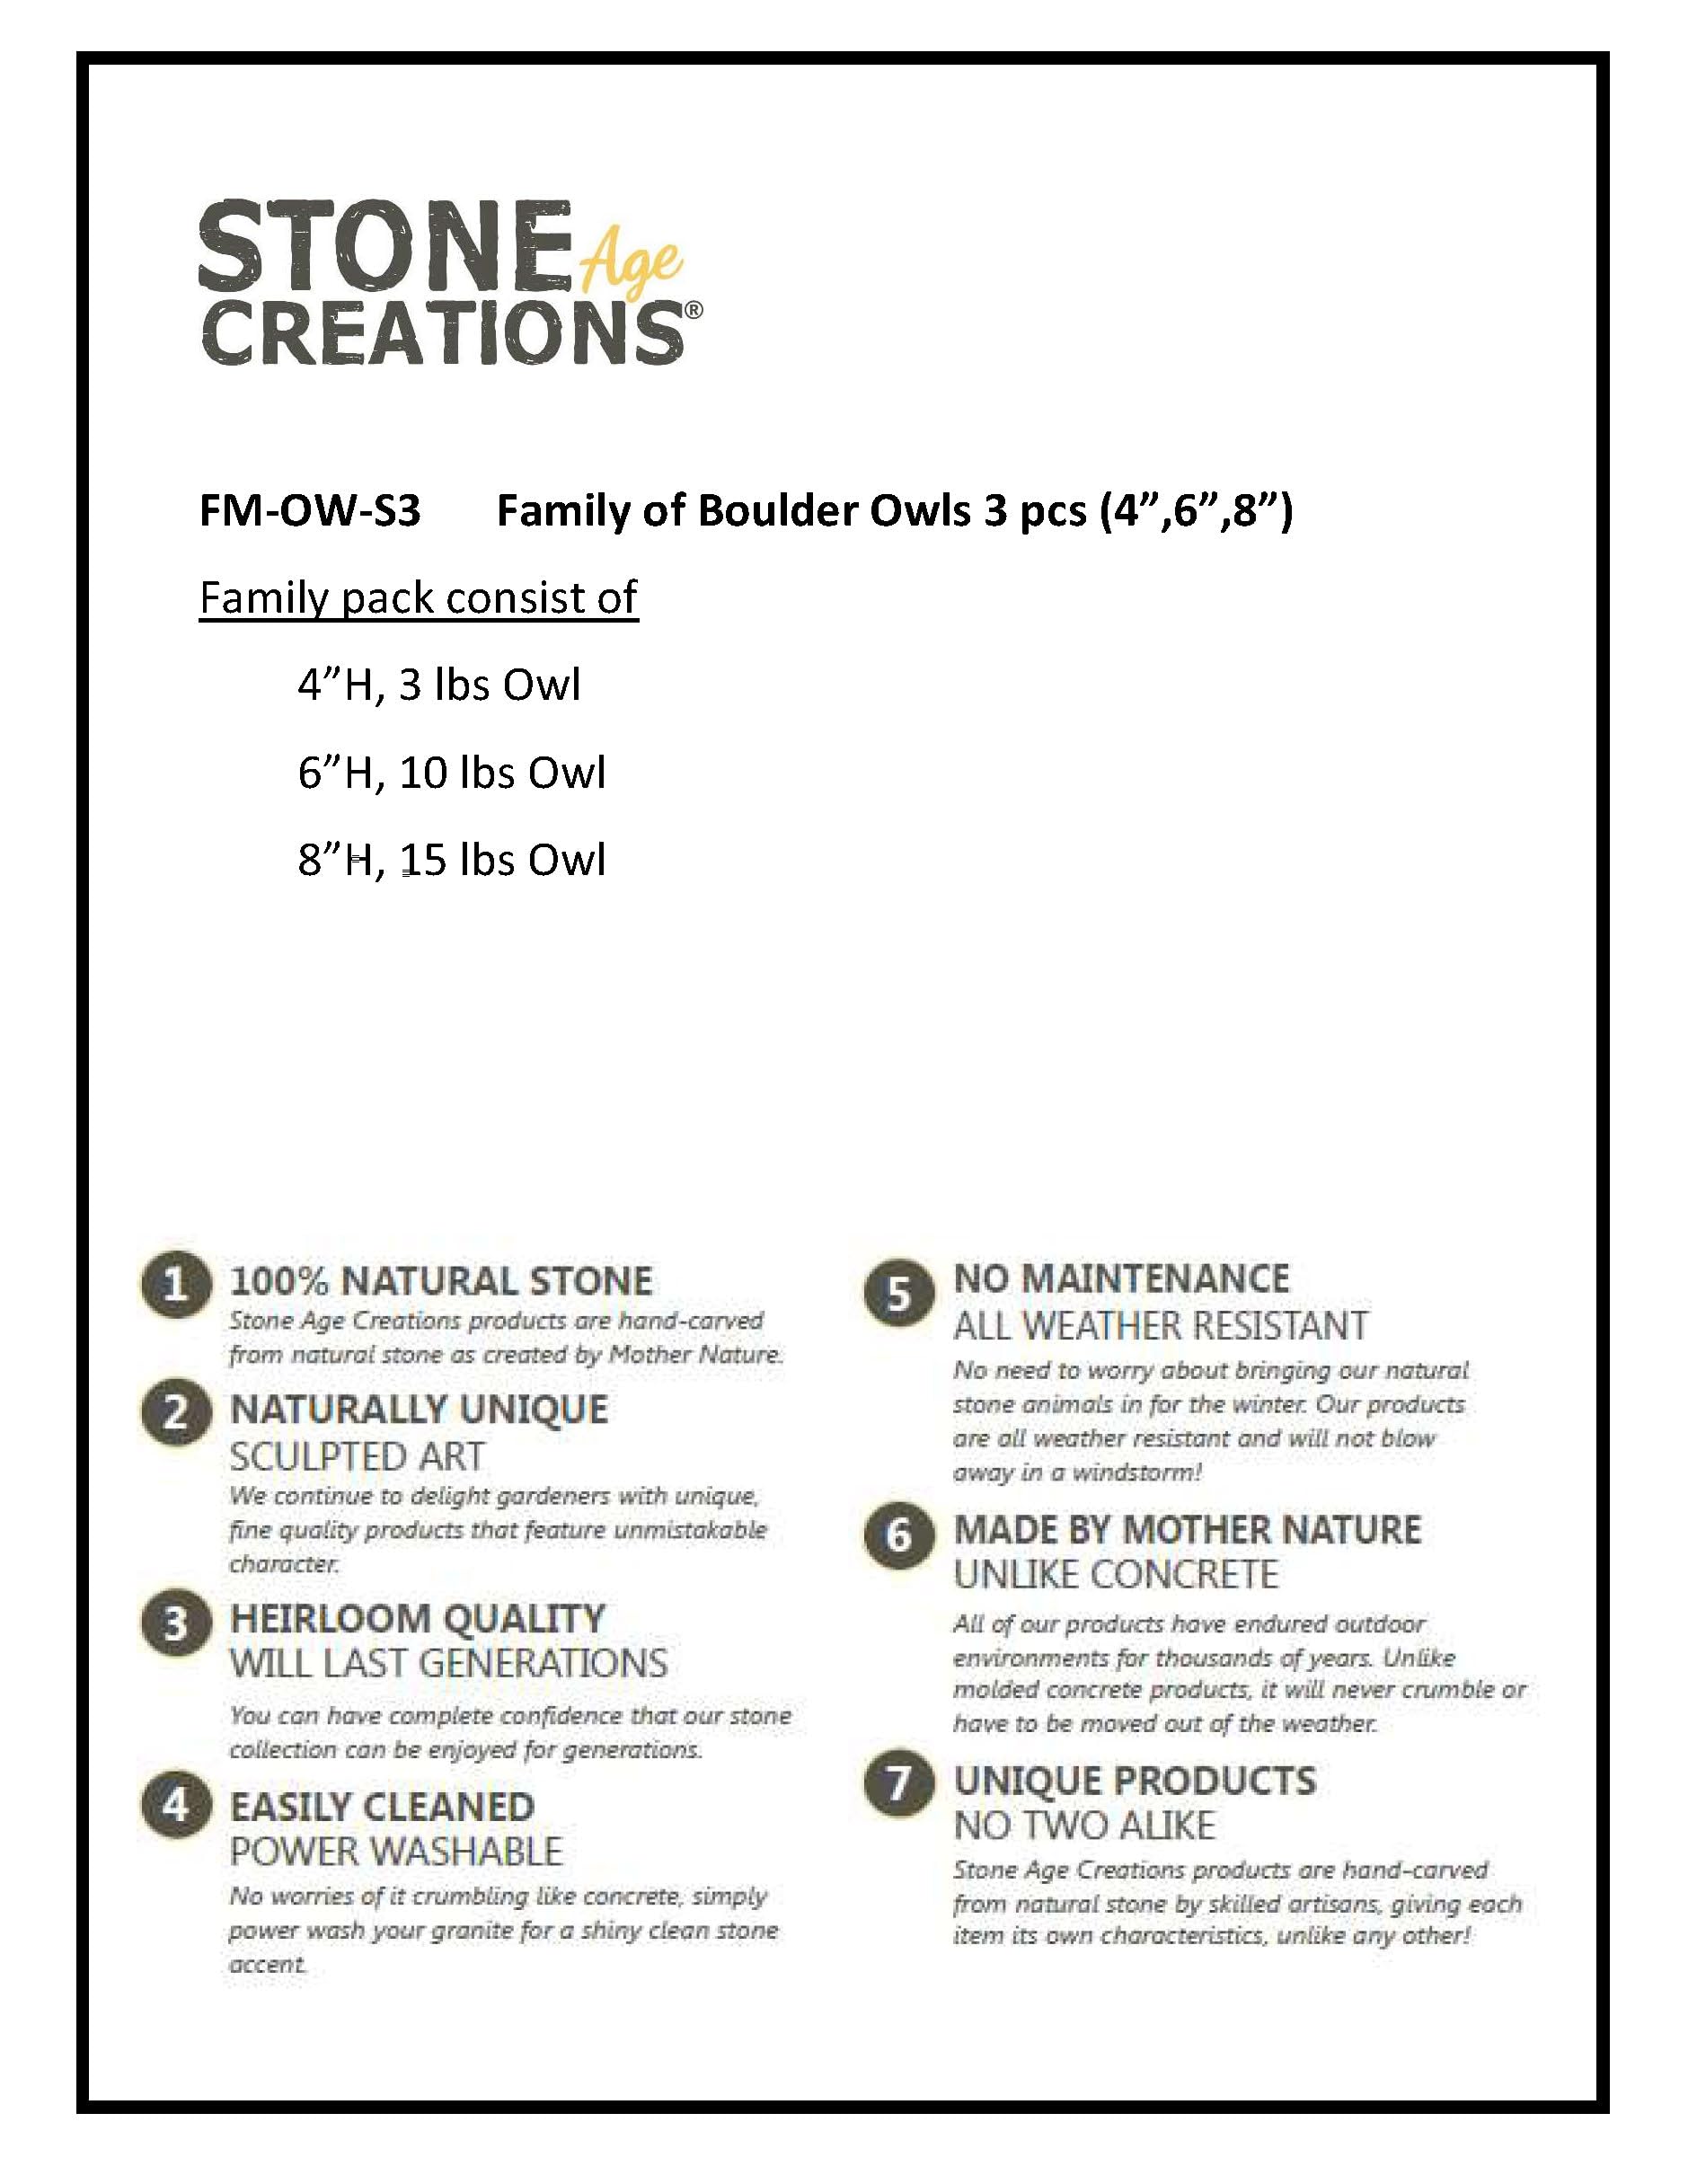 STONE Age
CREATIONS®
FM-OW-S3 Family of Boulder Owls 3 pcs (4”,6”,8”)
Family pack consist of
4”H, 3 lbs Owl
6”H, 10 lbs Owl
8”H, 15 lbs Owl
1 100% NATURAL STONE
Stone Age Creations products are hand-carved
from natural stone as created by Mother Nature.
2 NATURALLY UNIQUE
SCULPTED ART
We continue to delight gardeners with unique,
fine quality products that feature unmistakable
character.
3 HEIRLOOM QUALITY
WILL LAST GENERATIONS
You can have complete confidence that our stone
collection can be enjoyed for generations.
4 EASILY CLEANED
POWER WASHABLE
No worries of it crumbling like concrete, simply
power wash your granite for a shiny clean stone
accent.
5 NO MAINTENANCE
ALL WEATHER RESISTANT
No need to worry about bringing our natural
stone animals in for the winter. Our products
are all weather resistant and will not blow
away in a windstorm!
6 MADE BY MOTHER NATURE
UNLIKE CONCRETE
All of our products have endured outdoor
environments for thousands of years. Unlike
molded concrete products, it will never crumble or
have to be moved out of the weather.
7 UNIQUE PRODUCTS
NO TWO ALIKE
Stone Age Creations products are hand-carved
from natural stone by skilled artisans, giving each
item its own characteristics, unlike any other!